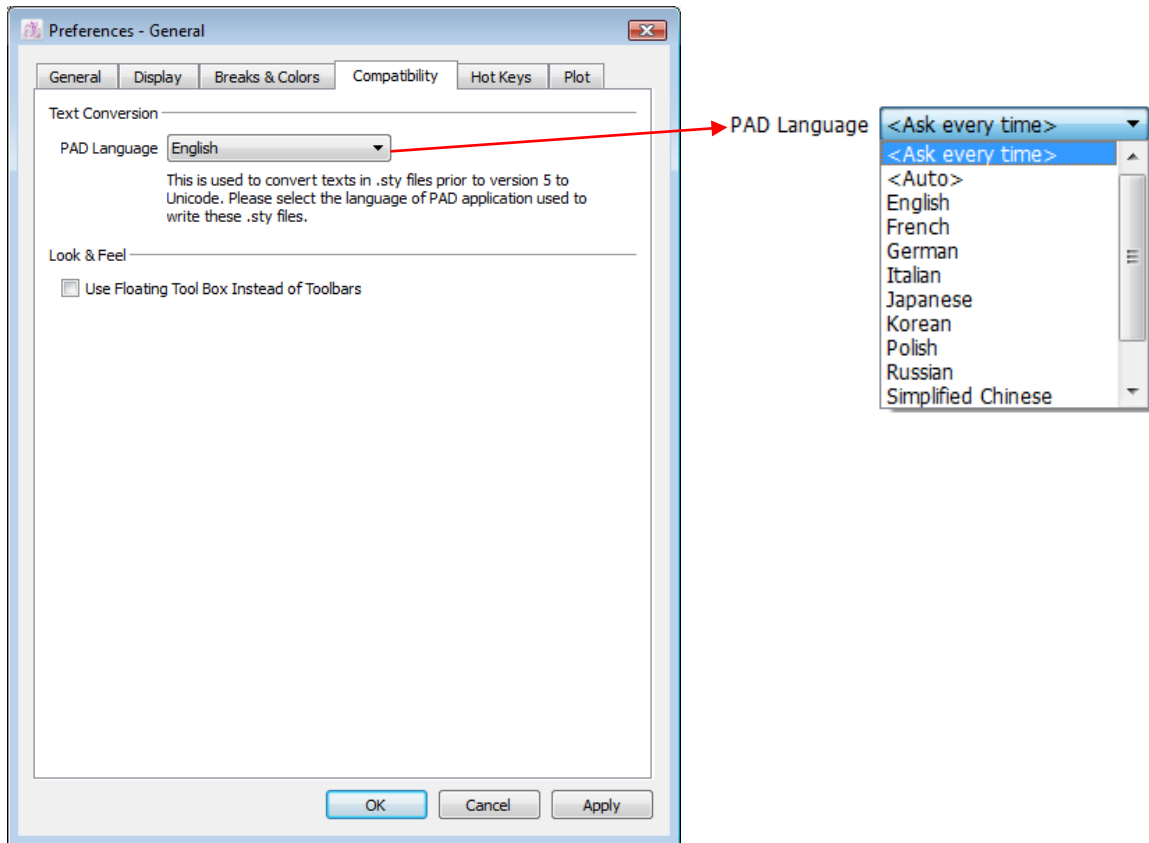 Preferences - General
General Display Breaks & Colors Compatibility Hot Keys Plot
Text Conversion
PAD Language English
This is used to convert texts in .sty files prior to version 5 to
Unicode. Please select the language of PAD application used to
write these .sty files.
Look & Feel
Use Floating Tool Box Instead of Toolbars
OK Cancel Apply
PAD Language <Ask every time>
<Ask every time>
<Auto>
English
French
German
Italian
Japanese
Korean
Polish
Russian
Simplified Chinese